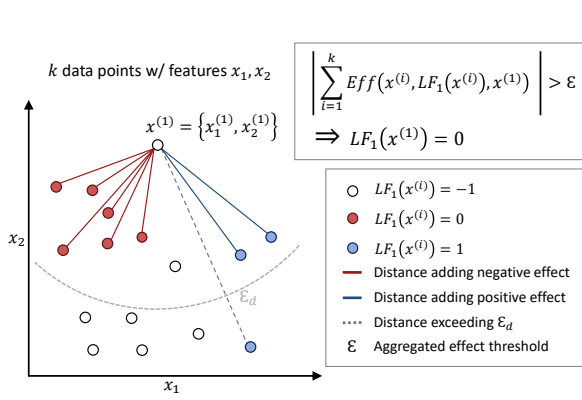 k data points w/ features x₁, x₂
x⁽¹⁾ = {x₁⁽¹⁾, x₂⁽¹⁾}
x₂
ℇ_d
x₁
| ∑ᵢ₌₁ᵏ Eff(x⁽ⁱ⁾, LF₁(x⁽ⁱ⁾), x⁽¹⁾) | > ℇ
⇒ LF₁(x⁽¹⁾) = 0
LF₁(x⁽ⁱ⁾) = −1
LF₁(x⁽ⁱ⁾) = 0
LF₁(x⁽ⁱ⁾) = 1
Distance adding negative effect
Distance adding positive effect
Distance exceeding ℇ_d
ℇ Aggregated effect threshold